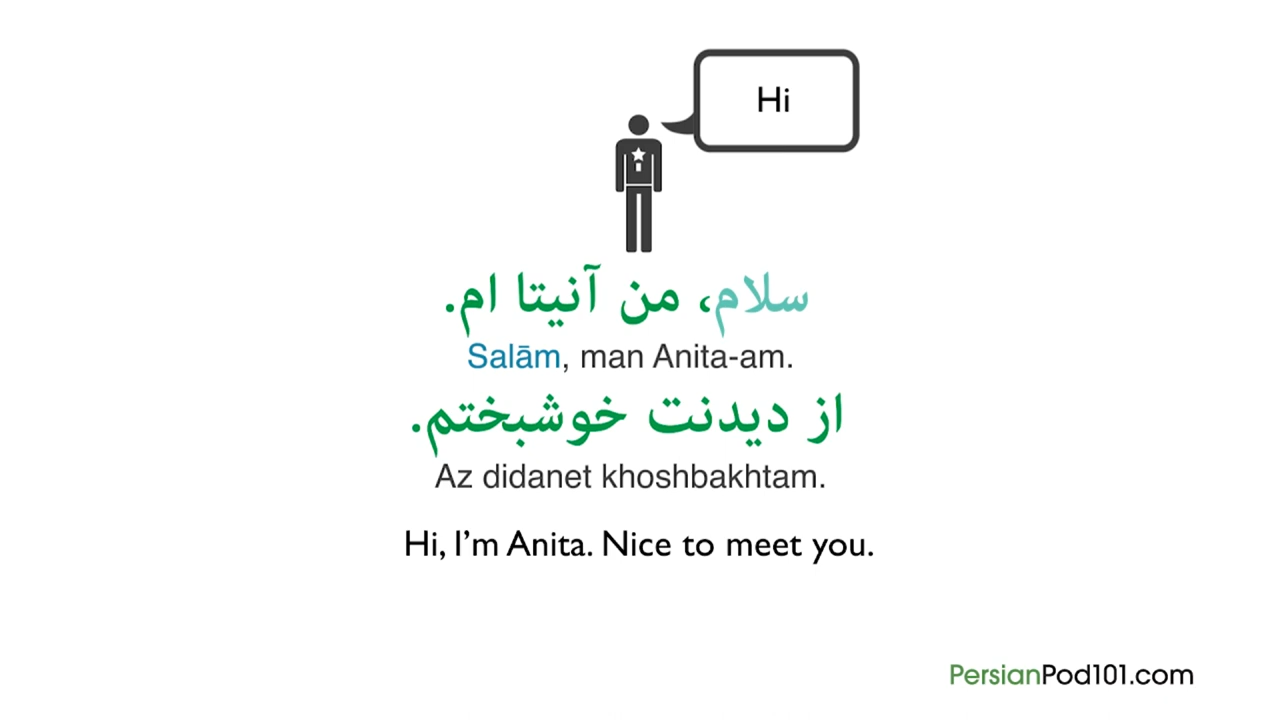 Hi
سلام، من آنیتا ام.
Salām, man Anita-am.
از دیدنت خوشبختم.
Az didanet khoshbakhtam.
Hi, I'm Anita. Nice to meet you.
PersianPod101.com